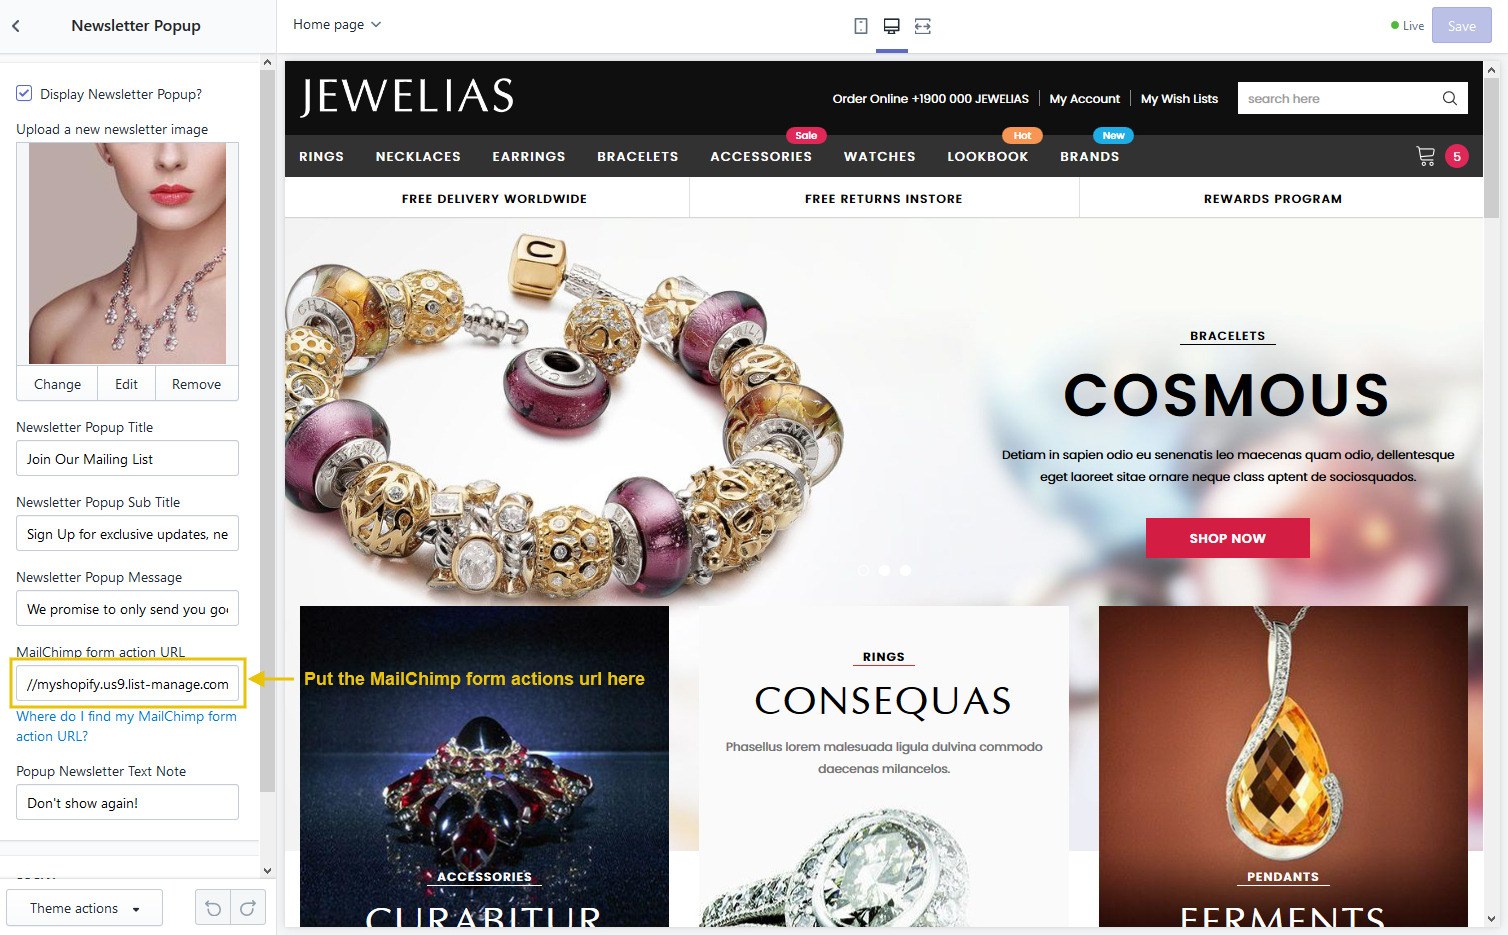 Newsletter Popup
Home page
Live
Save
Display Newsletter Popup?
Upload a new newsletter image
Change
Edit
Remove
Newsletter Popup Title
Join Our Mailing List
Newsletter Popup Sub Title
Sign Up for exclusive updates, ne
Newsletter Popup Message
We promise to only send you goo
MailChimp form action URL
//myshopify.us9.list-manage.com
Where do I find my MailChimp form
action URL?
Popup Newsletter Text Note
Don't show again!
Theme actions
JEWELIAS
Order Online +1900 000 JEWELIAS
My Account
My Wish Lists
search here
Sale
Hot
New
RINGS
NECKLACES
EARRINGS
BRACELETS
ACCESSORIES
WATCHES
LOOKBOOK
BRANDS
5
FREE DELIVERY WORLDWIDE
FREE RETURNS INSTORE
REWARDS PROGRAM
BRACELETS
COSMOUS
Detiam in sapien odio eu senenatis leo maecenas quam odio, dellentesque
eget laoreet sitae ornare neque class aptent de sociosquados.
SHOP NOW
Put the MailChimp form actions url here
ACCESSORIES
CURABITUR
RINGS
CONSEQUAS
Phasellus lorem malesuada ligula dulvina commodo
daecenas milancelos.
PENDANTS
FERMENTS